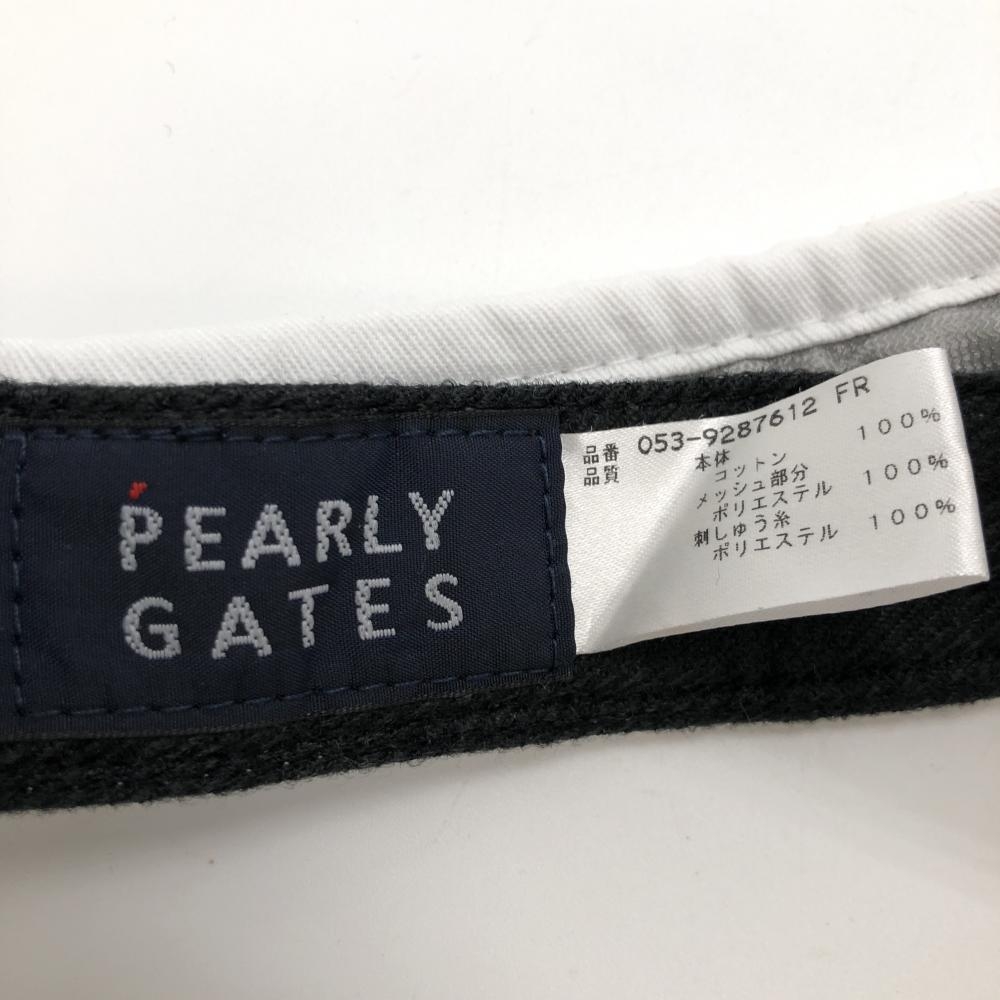 PEARLY
GATES
品番 053-9287612 FR
品質 本体
コットン 100%
メッシュ部分
ポリエステル 100%
刺しゅう糸
ポリエステル 100%